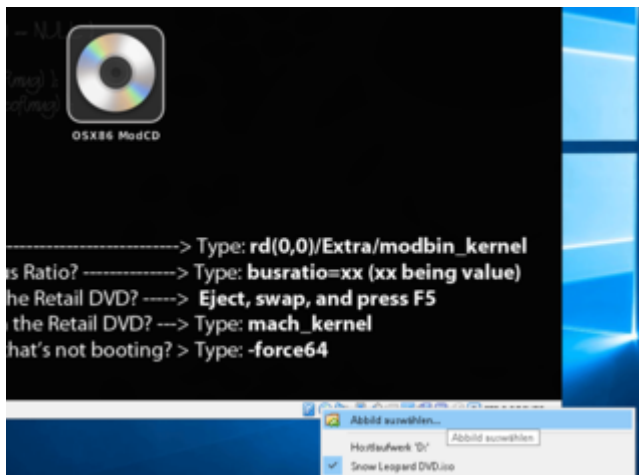 OSX86 ModCD
-----------------------------> Type: rd(0,0)/Extra/modbin_kernel
us Ratio? --------------> Type: busratio=xx (xx being value)
he Retail DVD? -----> Eject, swap, and press F5
the Retail DVD? ---> Type: mach_kernel
hat's not booting? > Type: -force64
Abbild auswählen...
Abbild auswählen
Hostlaufwerk 'D:'
Snow Leopard DVD.iso